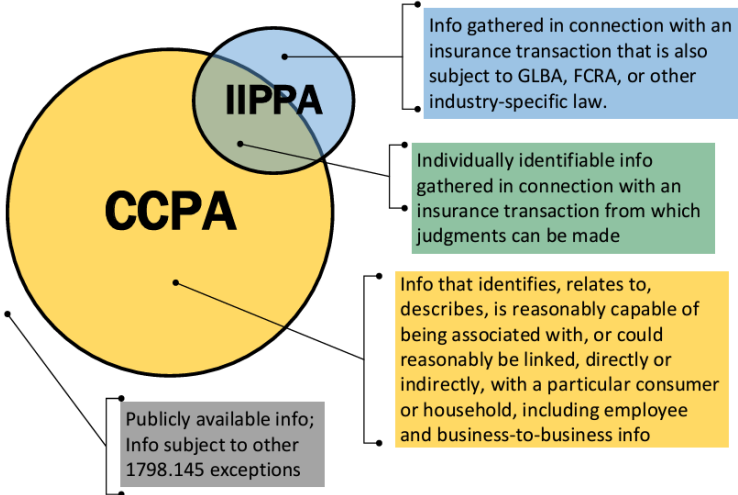 IIPPA
CCPA
Info gathered in connection with an
insurance transaction that is also
subject to GLBA, FCRA, or other
industry-specific law.
Individually identifiable info
gathered in connection with an
insurance transaction from which
judgments can be made
Info that identifies, relates to,
describes, is reasonably capable of
being associated with, or could
reasonably be linked, directly or
indirectly, with a particular consumer
or household, including employee
and business-to-business info
Publicly available info;
Info subject to other
1798.145 exceptions